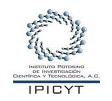 INSTITUTO POTOSINO
DE INVESTIGACIÓN
CIENTÍFICA Y TECNOLÓGICA, A.C.
IPICYT